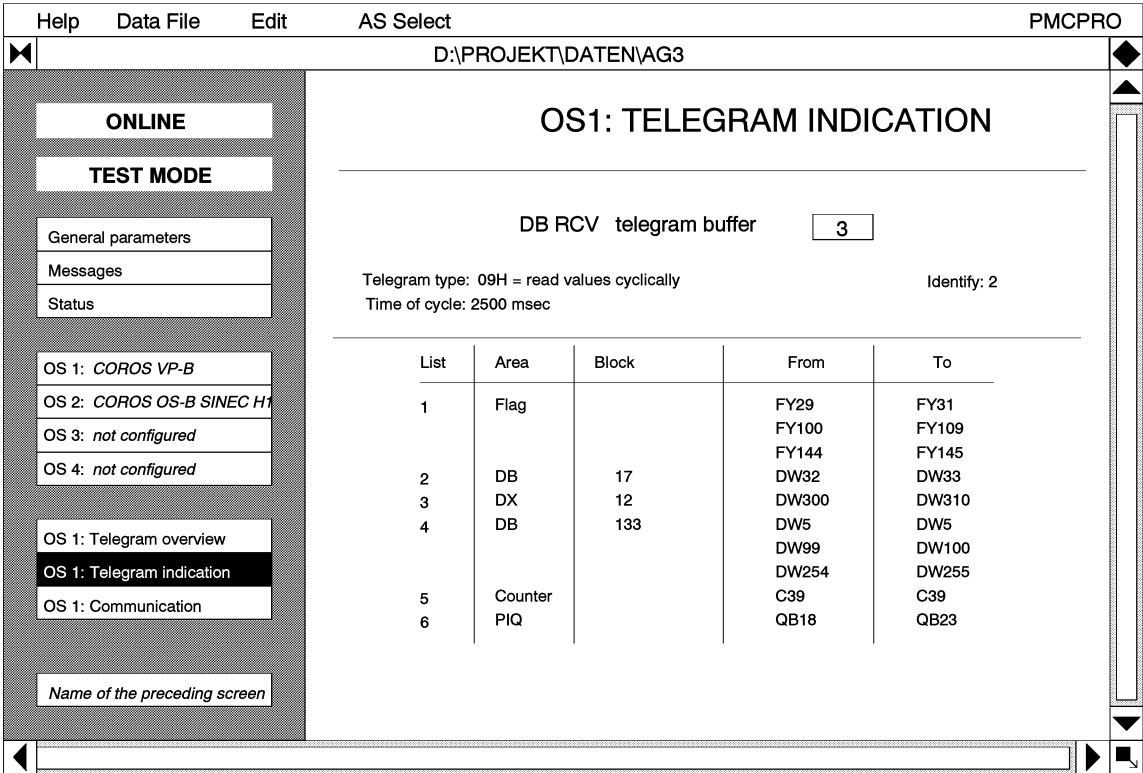 Help Data File Edit AS Select PMCPRO
D:\PROJEKT\DATEN\AG3
ONLINE
TEST MODE
General parameters
Messages
Status
OS 1: COROS VP-B
OS 2: COROS OS-B SINEC H1
OS 3: not configured
OS 4: not configured
OS 1: Telegram overview
OS 1: Telegram indication
OS 1: Communication
Name of the preceding screen
OS1: TELEGRAM INDICATION
DB RCV telegram buffer 3
Telegram type: 09H = read values cyclically Identify: 2
Time of cycle: 2500 msec
List Area Block From To
1 Flag FY29 FY31
FY100 FY109
FY144 FY145
2 DB 17 DW32 DW33
3 DX 12 DW300 DW310
4 DB 133 DW5 DW5
DW99 DW100
DW254 DW255
5 Counter C39 C39
6 PIQ QB18 QB23